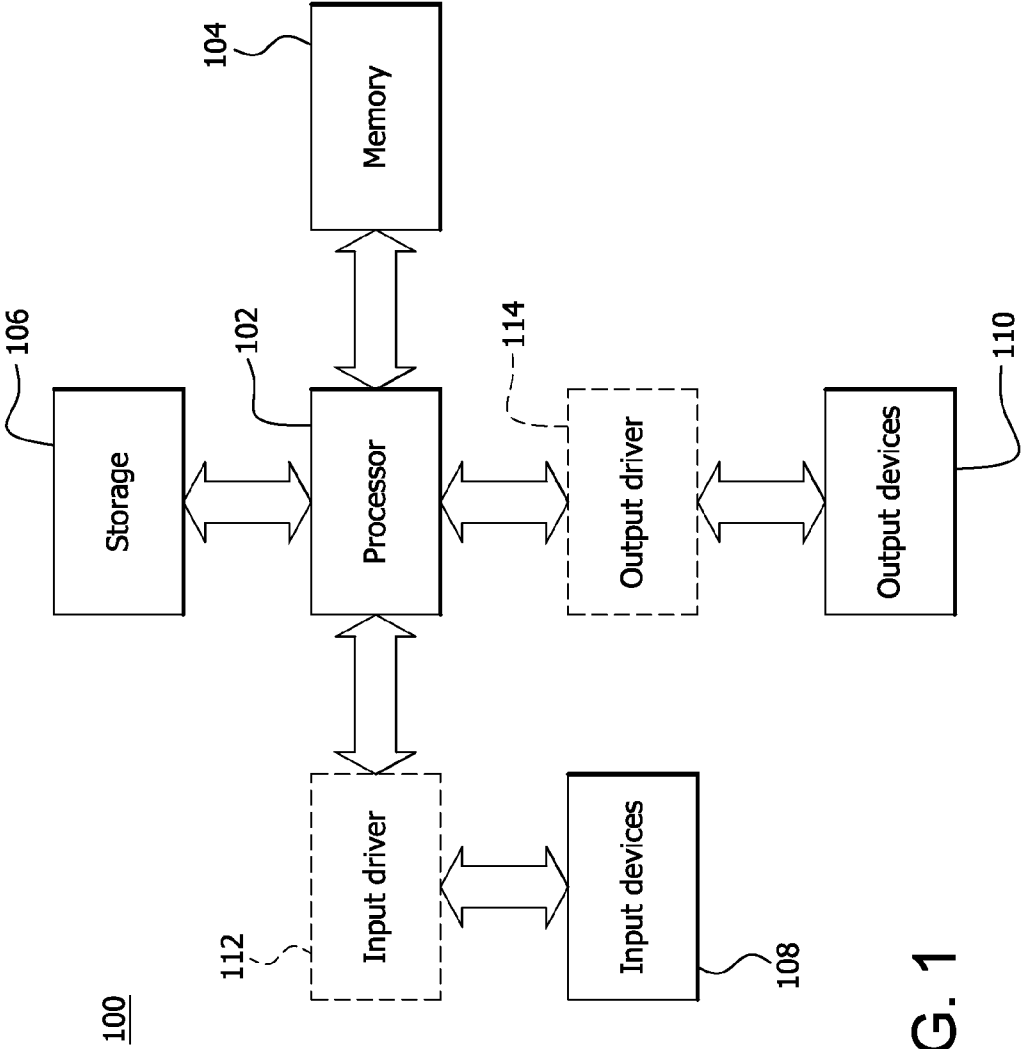 100
112
Input driver
Input devices
108
106
Storage
102
Processor
114
Output driver
Output devices
110
104
Memory
G. 1